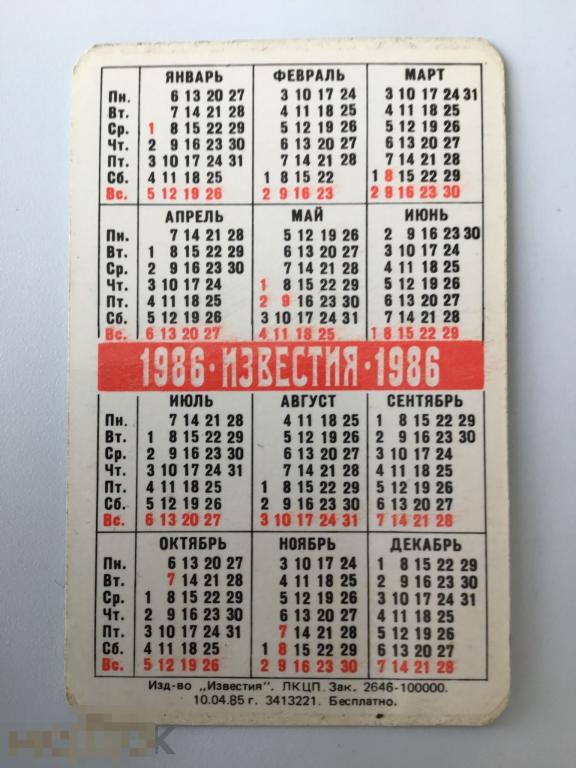 ЯНВАРЬ ФЕВРАЛЬ МАРТ
Пн. 6 13 20 27 3 10 17 24 3 10 17 24 31
Вт. 7 14 21 28 4 11 18 25 4 11 18 25
Ср. 1 8 15 22 29 5 12 19 26 5 12 19 26
Чт. 2 9 16 23 30 6 13 20 27 6 13 20 27
Пт. 3 10 17 24 31 7 14 21 28 7 14 21 28
Сб. 4 11 18 25 1 8 15 22 1 8 15 22 29
Вс. 5 12 19 26 2 9 16 23 2 9 16 23 30
АПРЕЛЬ МАЙ ИЮНЬ
Пн. 7 14 21 28 5 12 19 26 2 9 16 23 30
Вт. 1 8 15 22 29 6 13 20 27 3 10 17 24
Ср. 2 9 16 23 30 7 14 21 28 4 11 18 25
Чт. 3 10 17 24 1 8 15 22 29 5 12 19 26
Пт. 4 11 18 25 2 9 16 23 30 6 13 20 27
Сб. 5 12 19 26 3 10 17 24 31 7 14 21 28
Вс. 6 13 20 27 4 11 18 25 1 8 15 22 29
1986·ИЗВЕСТИЯ·1986
ИЮЛЬ АВГУСТ СЕНТЯБРЬ
Пн. 7 14 21 28 4 11 18 25 1 8 15 22 29
Вт. 1 8 15 22 29 5 12 19 26 2 9 16 23 30
Ср. 2 9 16 23 30 6 13 20 27 3 10 17 24
Чт. 3 10 17 24 31 7 14 21 28 4 11 18 25
Пт. 4 11 18 25 1 8 15 22 29 5 12 19 26
Сб. 5 12 19 26 2 9 16 23 30 6 13 20 27
Вс. 6 13 20 27 3 10 17 24 31 7 14 21 28
ОКТЯБРЬ НОЯБРЬ ДЕКАБРЬ
Пн. 6 13 20 27 3 10 17 24 1 8 15 22 29
Вт. 7 14 21 28 4 11 18 25 2 9 16 23 30
Ср. 1 8 15 22 29 5 12 19 26 3 10 17 24 31
Чт. 2 9 16 23 30 6 13 20 27 4 11 18 25
Пт. 3 10 17 24 31 7 14 21 28 5 12 19 26
Сб. 4 11 18 25 1 8 15 22 29 6 13 20 27
Вс. 5 12 19 26 2 9 16 23 30 7 14 21 28
Изд-во „Известия". ЛКЦП. Зак. 2646-100000.
10.04.85 г. 3413221. Бесплатно.